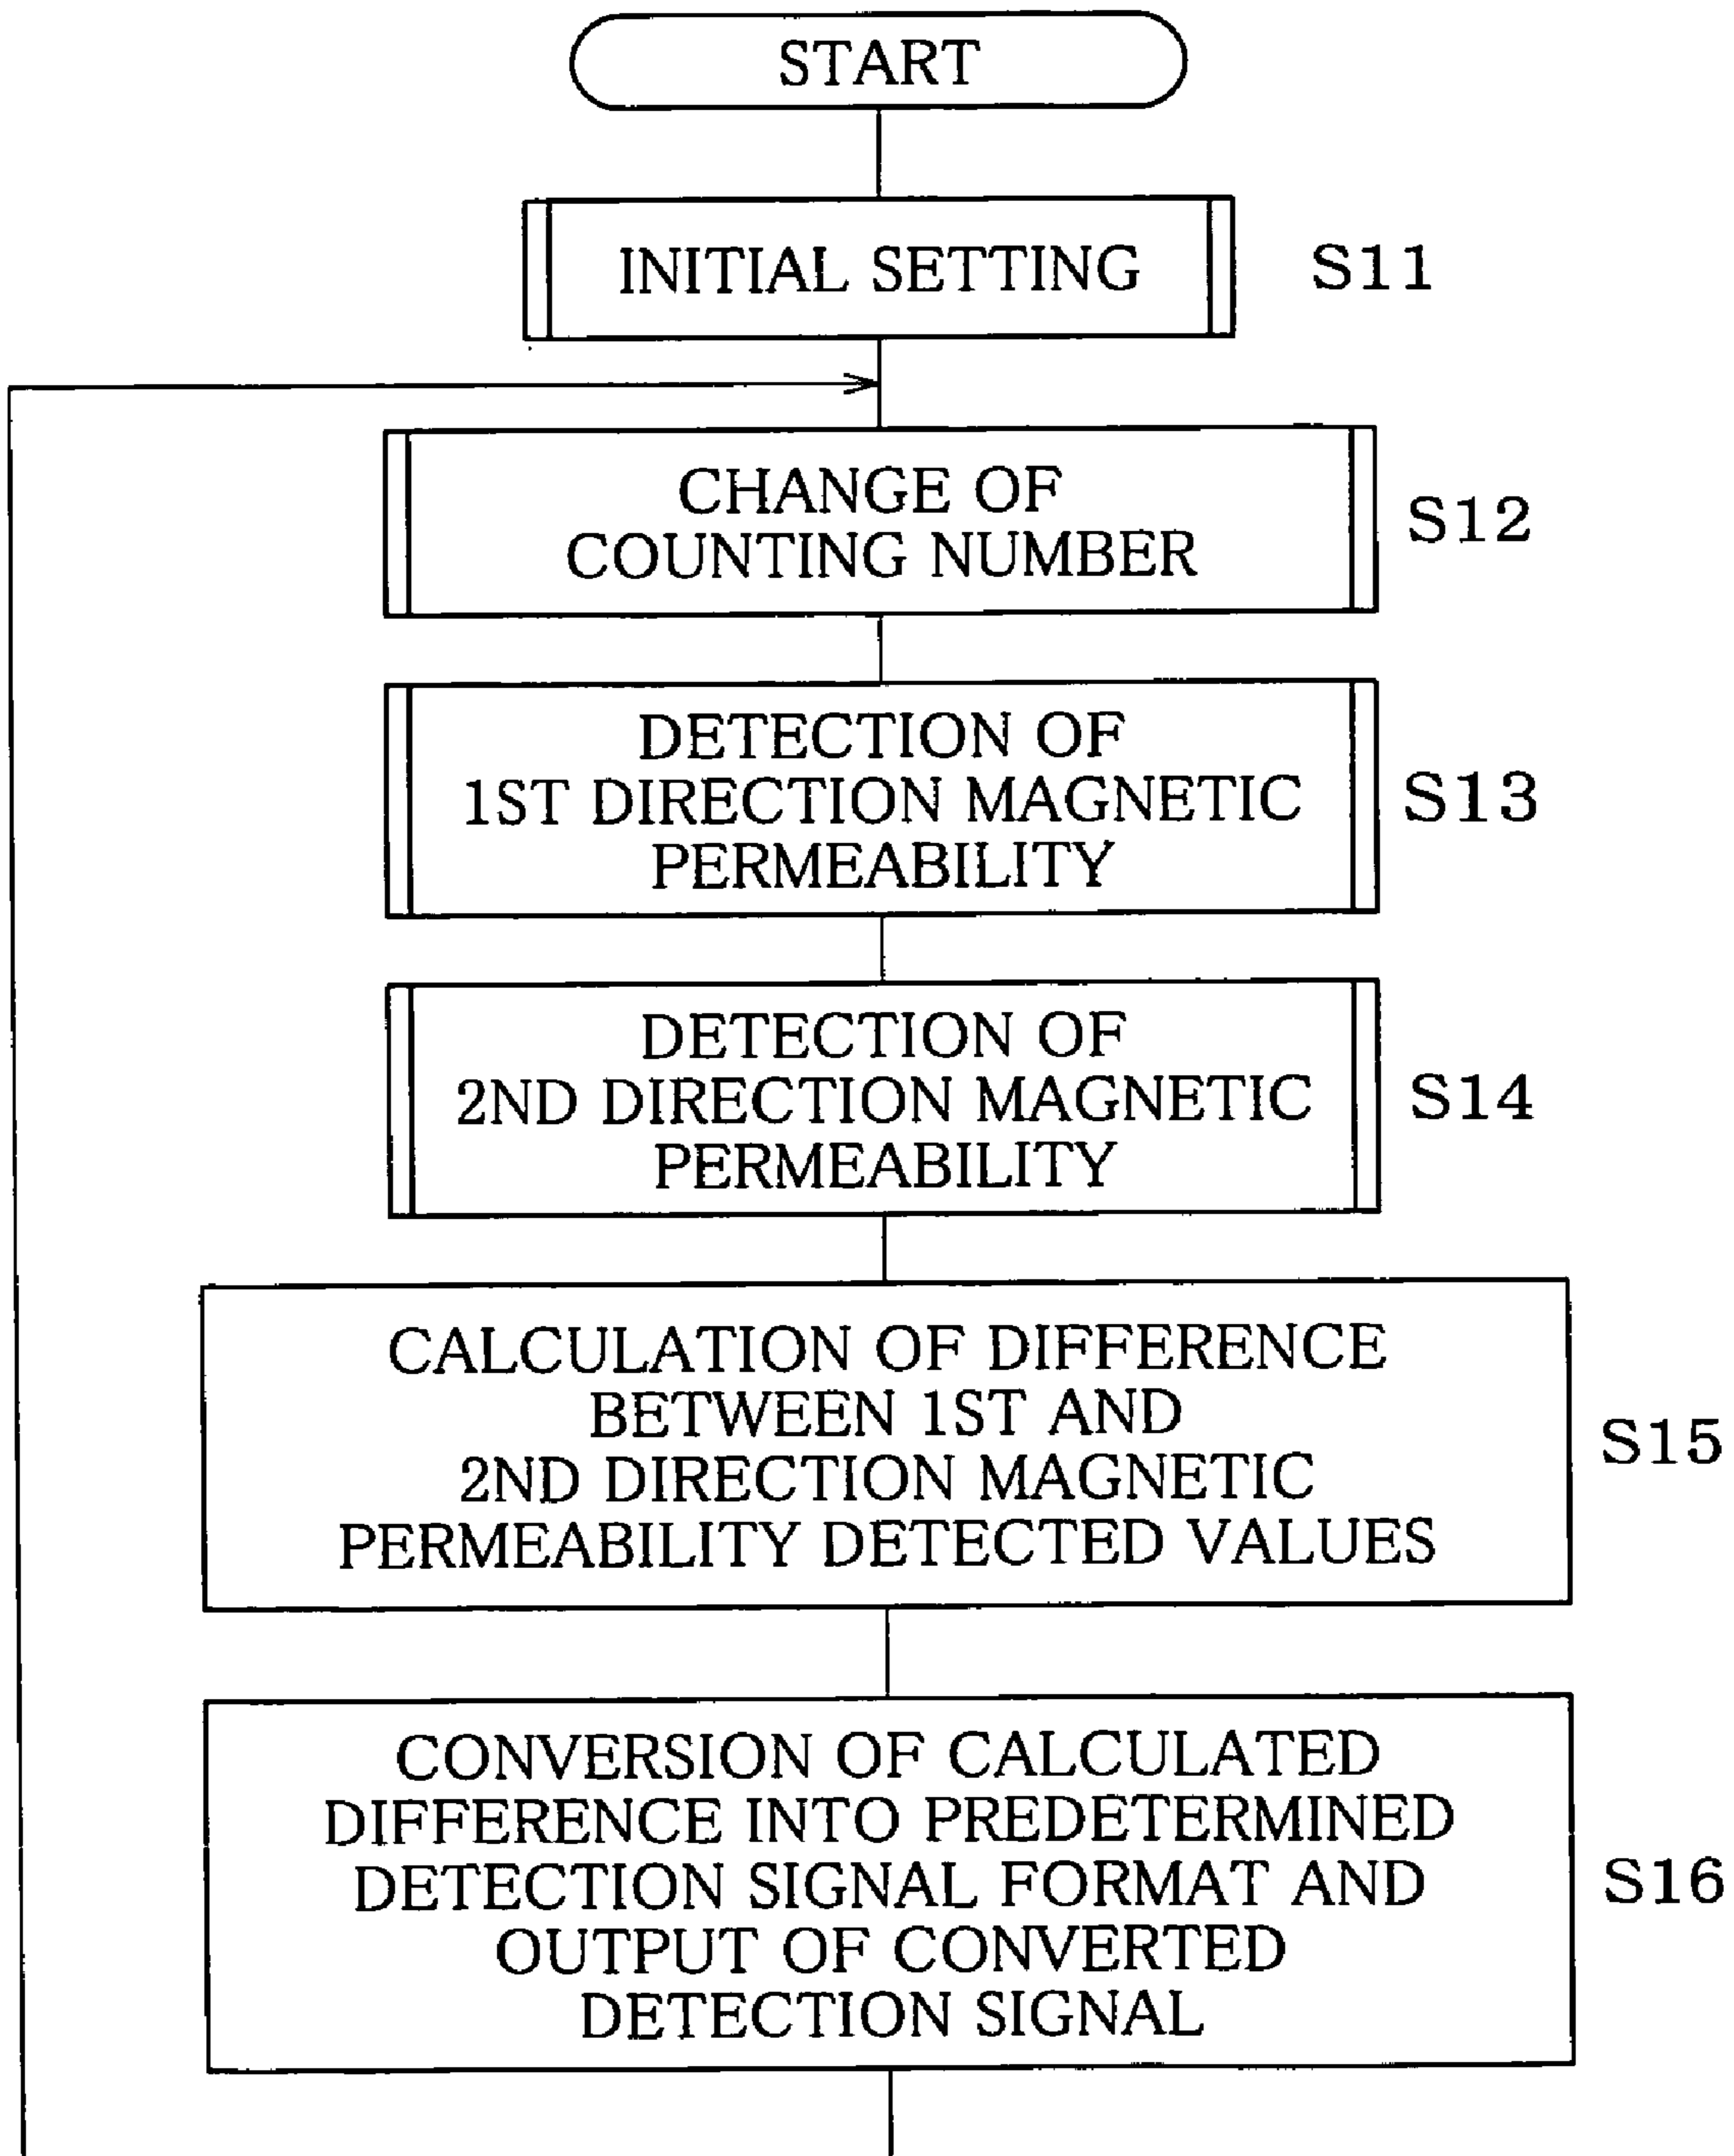 START
INITIAL SETTING
S11
CHANGE OF
COUNTING NUMBER
S12
DETECTION OF
1ST DIRECTION MAGNETIC
PERMEABILITY
S13
DETECTION OF
2ND DIRECTION MAGNETIC
PERMEABILITY
S14
CALCULATION OF DIFFERENCE
BETWEEN 1ST AND
2ND DIRECTION MAGNETIC
PERMEABILITY DETECTED VALUES
S15
CONVERSION OF CALCULATED
DIFFERENCE INTO PREDETERMINED
DETECTION SIGNAL FORMAT AND
OUTPUT OF CONVERTED
DETECTION SIGNAL
S16